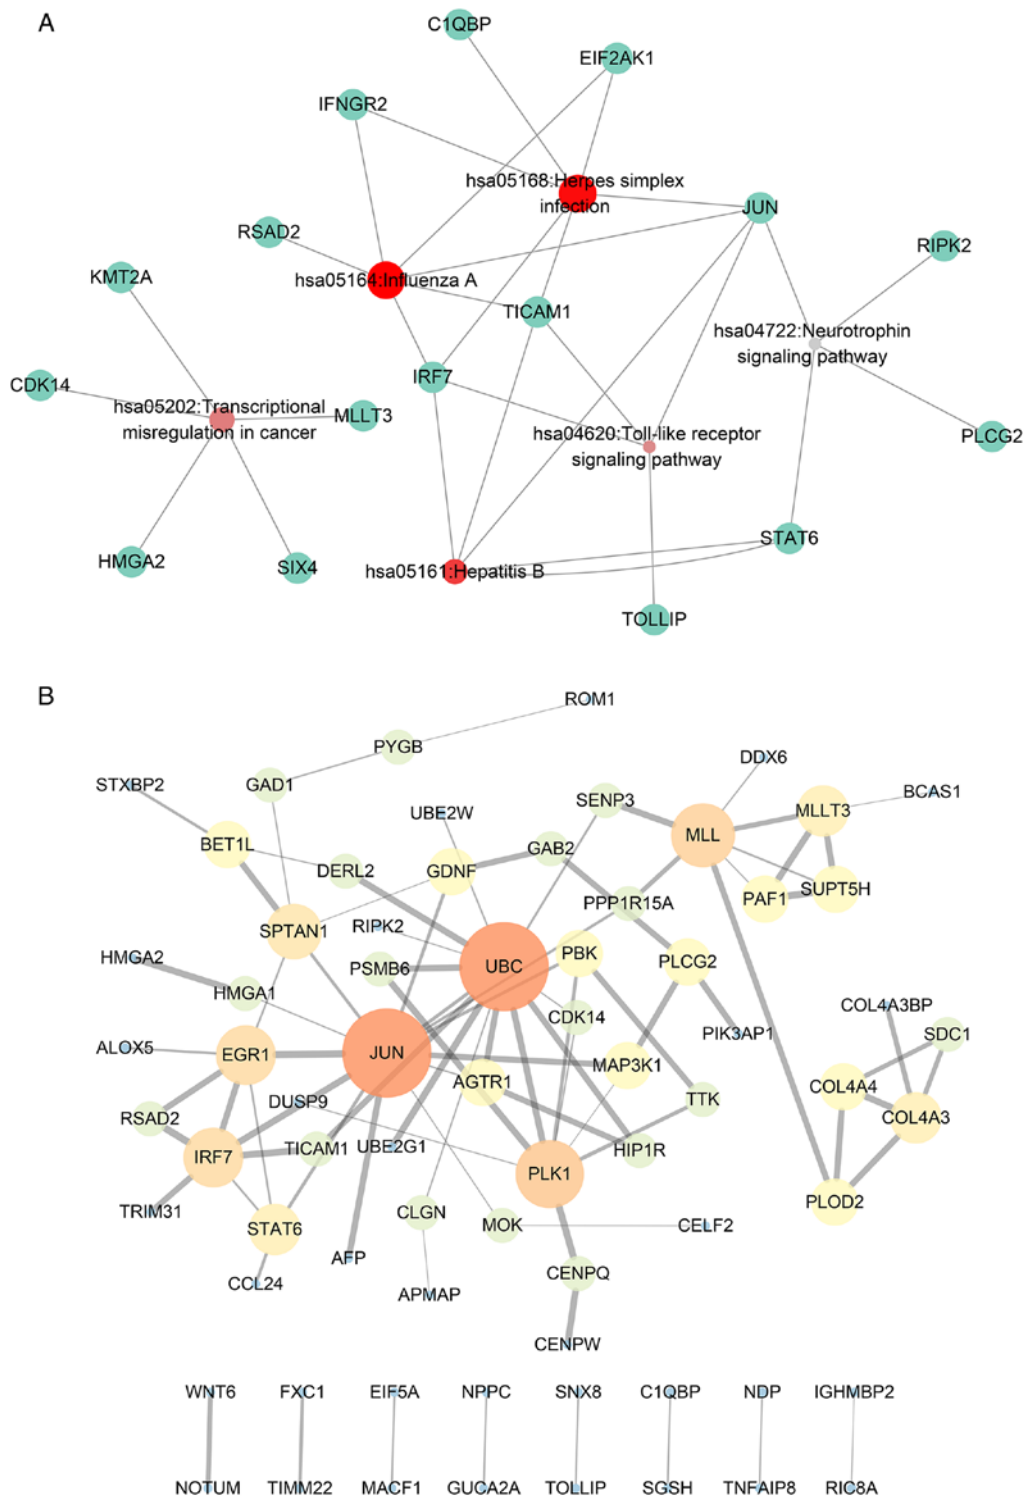 A
C1QBP
EIF2AK1
IFNGR2
hsa05168:Herpes simplex
infection
JUN
RSAD2
RIPK2
KMT2A
hsa05164:Influenza A
TICAM1
hsa04722:Neurotrophin
signaling pathway
IRF7
CDK14
hsa05202:Transcriptional
misregulation in cancer
MLLT3
hsa04620:Toll-like receptor
signaling pathway
PLCG2
HMGA2
SIX4
hsa05161:Hepatitis B
STAT6
TOLLIP
B
ROM1
PYGB
DDX6
STXBP2
GAD1
BCAS1
SENP3
UBE2W
MLLT3
MLL
BET1L
GAB2
DERL2
GDNF
SUPT5H
PAF1
PPP1R15A
RIPK2
SPTAN1
HMGA2
PSMB6
UBC
PBK
PLCG2
HMGA1
COL4A3BP
CDK14
PIK3AP1
SDC1
ALOX5
EGR1
JUN
MAP3K1
AGTR1
COL4A4
DUSP9
TTK
RSAD2
COL4A3
TICAM1
UBE2G1
HIP1R
IRF7
PLK1
PLOD2
TRIM31
CLGN
MOK
CELF2
STAT6
AFP
CENPQ
CCL24
APMAP
CENPW
WNT6 FXC1 EIF5A NPPC SNX8 C1QBP NDP IGHMBP2
NOTUM TIMM22 MACF1 GUCA2A TOLLIP SGSH TNFAIP8 RIC8A